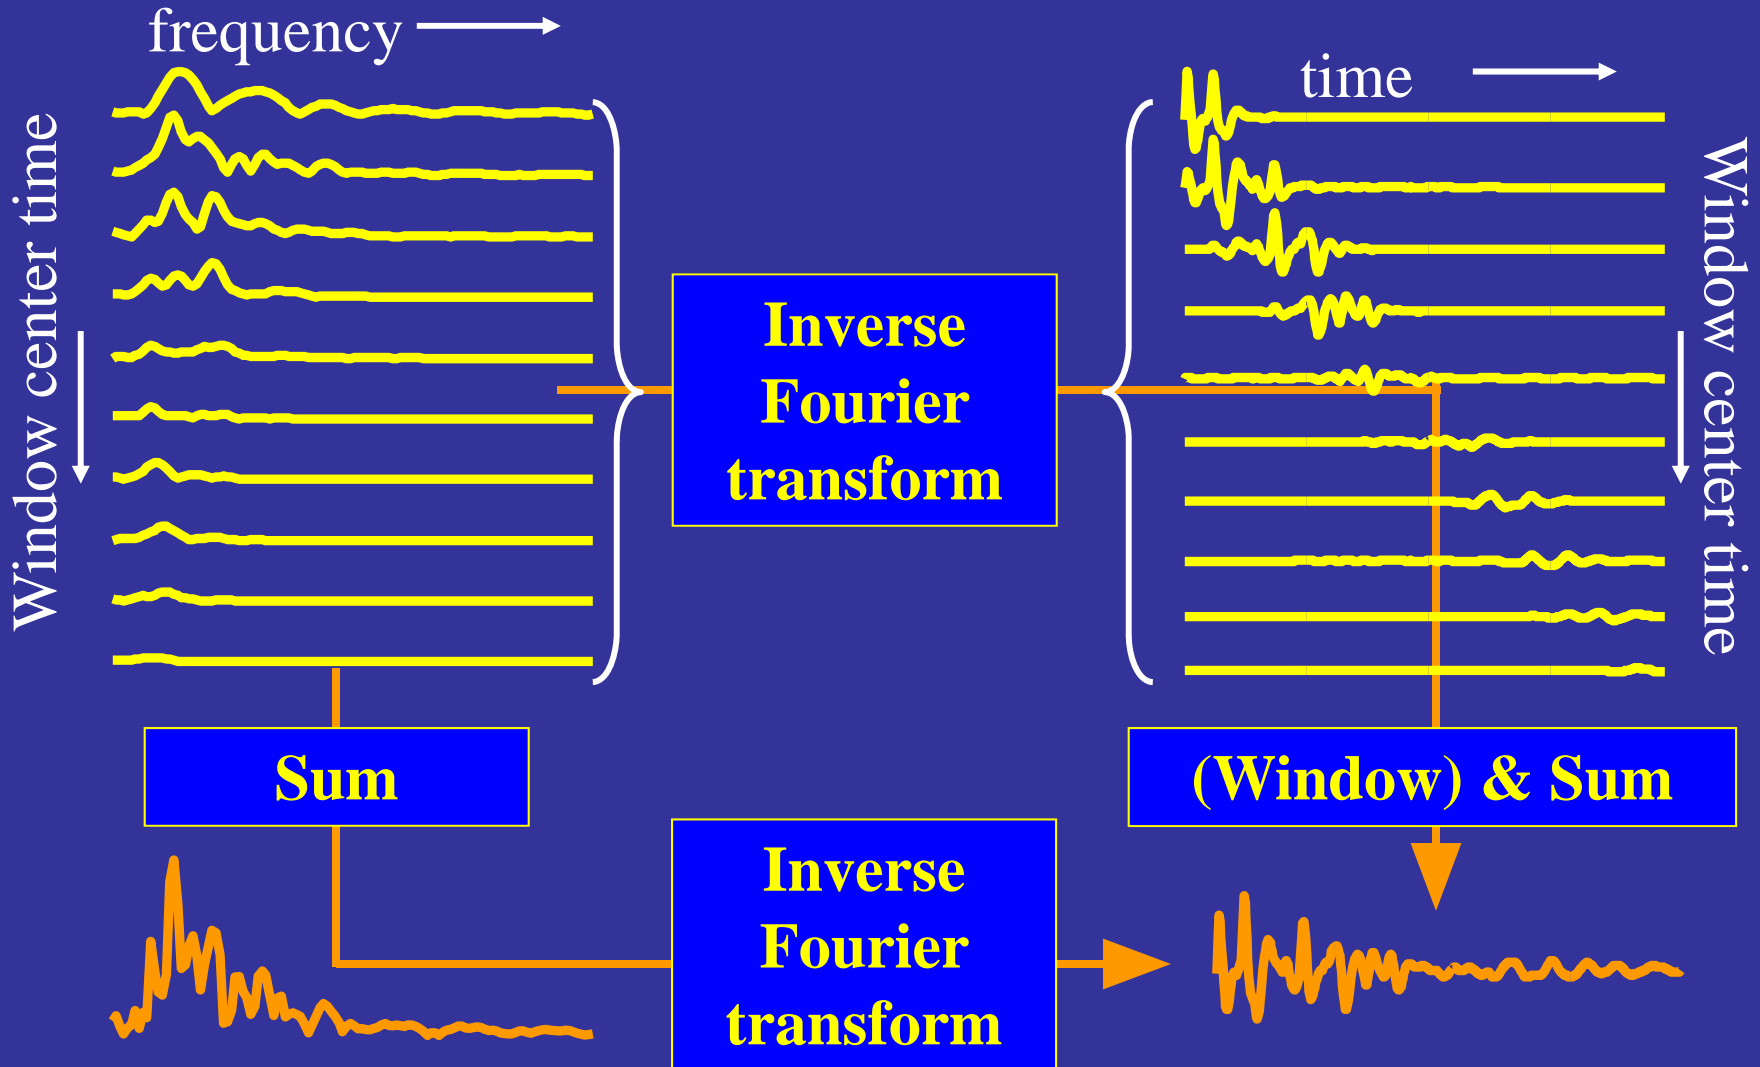 frequency
time
Window center time
Window center time
Inverse
Fourier
transform
Sum
(Window) & Sum
Inverse
Fourier
transform